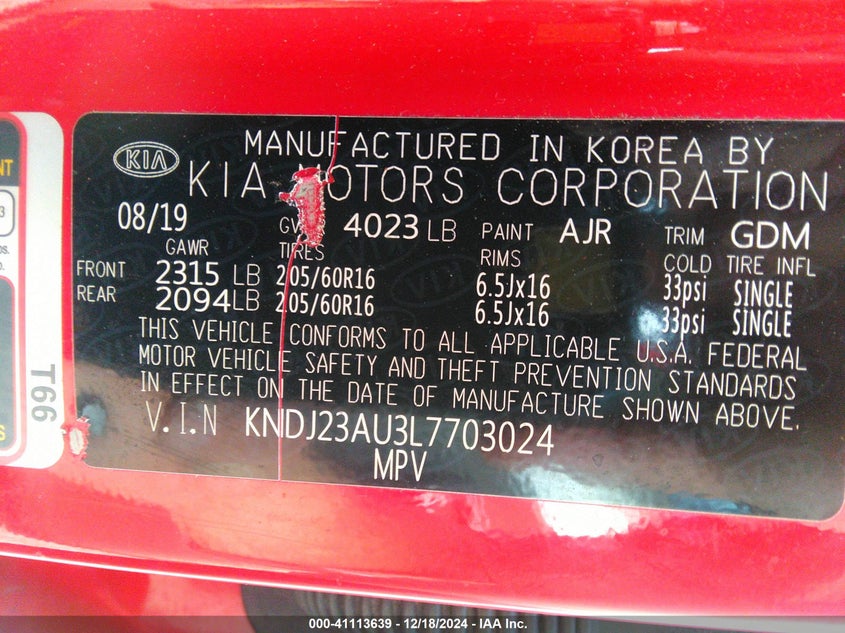 MANUFACTURED IN KOREA BY
KIA KIA MOTORS CORPORATION
08/19 4023 LB PAINT AJR TRIM GDM
GAWR TIRES RIMS COLD TIRE INFL
FRONT 2315 LB 205/60R16 6.5Jx16 33psi SINGLE
REAR 2094LB 205/60R16 6.5Jx16 33psi SINGLE
THIS VEHICLE CONFORMS TO ALL APPLICABLE U.S.A. FEDERAL
MOTOR VEHICLE SAFETY AND THEFT PREVENTION STANDARDS
IN EFFECT ON THE DATE OF MANUFACTURE SHOWN ABOVE.
V.I.N KNDJ23AU3L7703024
MPV
T66
000-41113639 - 12/18/2024 - IAA Inc.